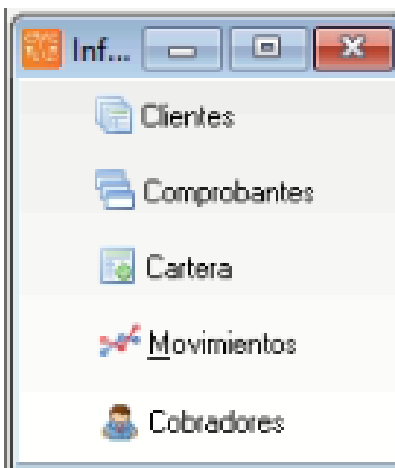 Inf...
Clientes
Comprobantes
Cartera
Movimientos
Cobradores